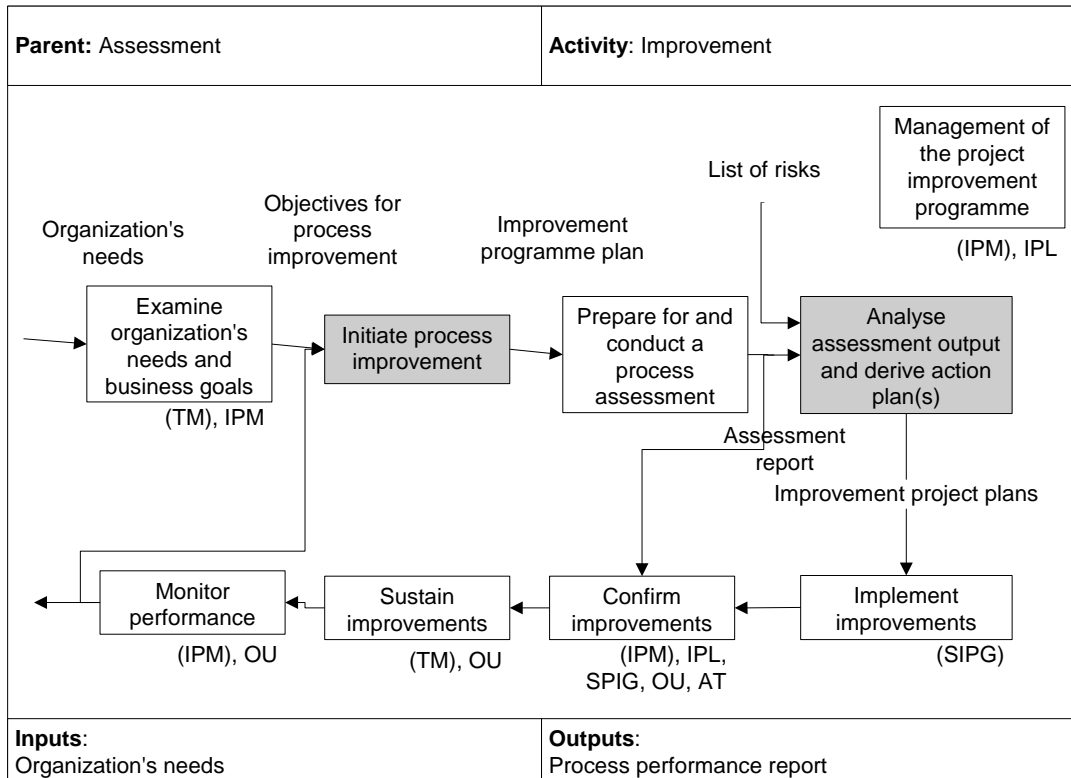 Parent: Assessment
Activity: Improvement
Management of
the project
improvement
programme
(IPM), IPL
List of risks
Objectives for
process
improvement
Improvement
programme plan
Organization's
needs
Examine
organization's
needs and
business goals
(TM), IPM
Initiate process
improvement
Prepare for and
conduct a
process
assessment
Analyse
assessment output
and derive action
plan(s)
Assessment
report
Improvement project plans
Monitor
performance
(IPM), OU
Sustain
improvements
(TM), OU
Confirm
improvements
(IPM), IPL,
SPIG, OU, AT
Implement
improvements
(SIPG)
Inputs:
Organization's needs
Outputs:
Process performance report